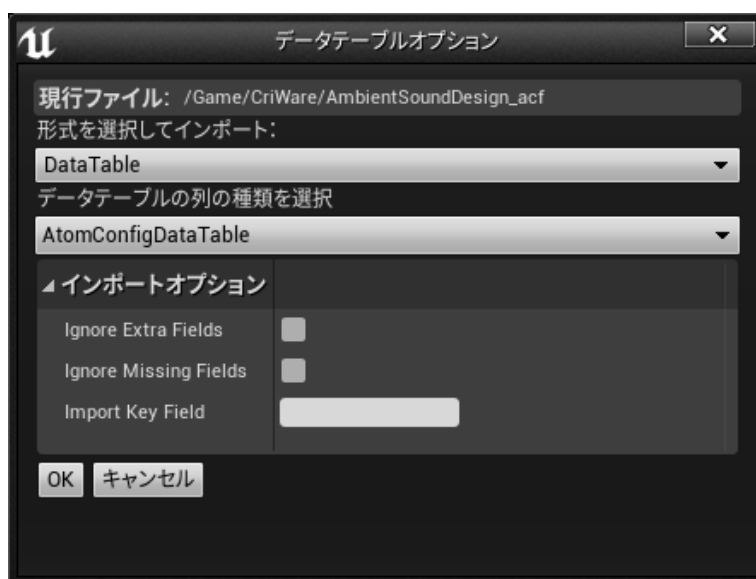 データテーブルオプション
現行ファイル: /Game/CriWare/AmbientSoundDesign_acf
形式を選択してインポート:
DataTable
データテーブルの列の種類を選択
AtomConfigDataTable
インポートオプション
Ignore Extra Fields
Ignore Missing Fields
Import Key Field
OK キャンセル